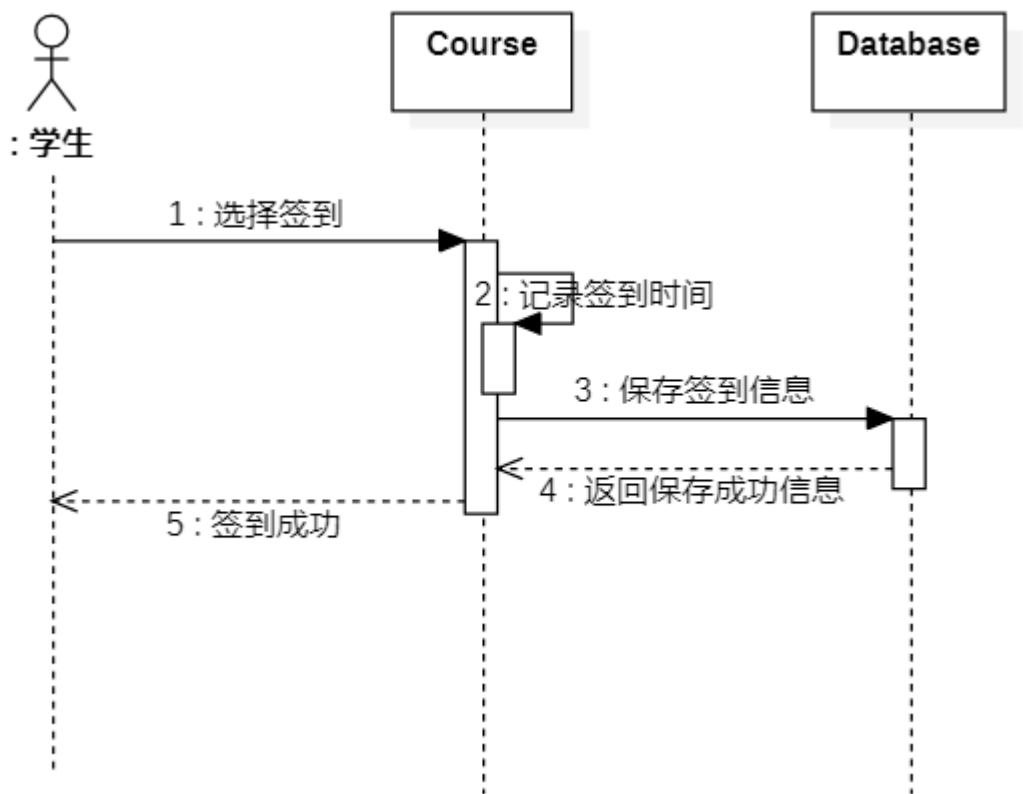 Course
Database
: 学生
1 : 选择签到
2 : 记录签到时间
3 : 保存签到信息
4 : 返回保存成功信息
5 : 签到成功